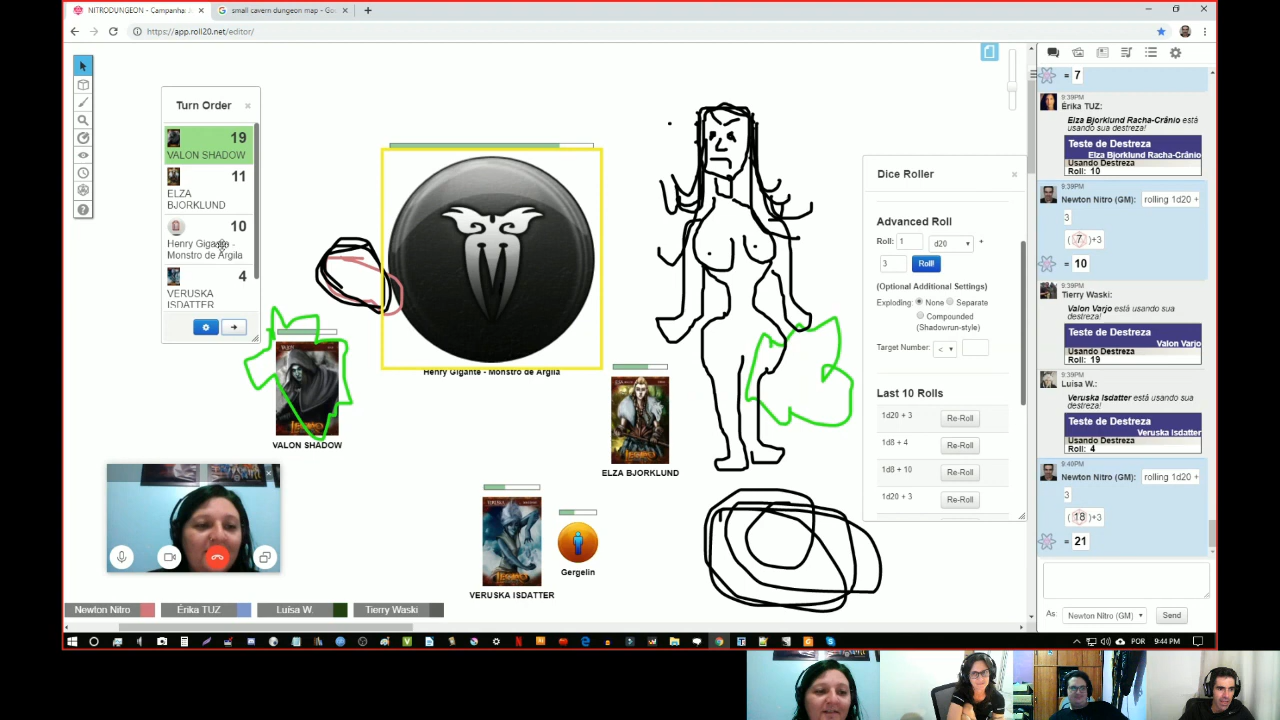 NITRODUNGEON - Campanha:
small cavern dungeon map - Go
https://app.roll20.net/editor/
Turn Order
19
VALON SHADOW
11
ELZA
BJORKLUND
10
Henry Gigante -
Monstro de Argila
4
VERUSKA
ISDATTER
Henry Gigante - Monstro de Argila
VALON SHADOW
ELZA BJORKLUND
VERUSKA ISDATTER
Gergelin
Dice Roller
Advanced Roll
Roll: 1 d20 +
3 Roll!
(Optional Additional Settings)
Exploding: None Separate
Compounded
(Shadowrun-style)
Target Number: <
Last 10 Rolls
1d20 + 3 Re-Roll
1d8 + 4 Re-Roll
1d8 + 10 Re-Roll
1d20 + 3 Re-Roll
= 7
9:39PM
Érika TUZ:
Elza Bjorklund Racha-Crânio está
usando sua destreza!
Teste de Destreza
Elza Bjorklund Racha-Crânio
Usando Destreza
Roll: 10
9:39PM
Newton Nitro (GM): rolling 1d20 +
3
(7)+3
= 10
9:39PM
Tierry Waski:
Valon Varjo está usando sua
destreza!
Teste de Destreza
Valon Varjo
Usando Destreza
Roll: 19
9:39PM
Luisa W.:
Veruska Isdatter está usando sua
destreza!
Teste de Destreza
Veruska Isdatter
Usando Destreza
Roll: 4
9:40PM
Newton Nitro (GM): rolling 1d20 +
3
(18)+3
= 21
As: Newton Nitro (GM) Send
Newton Nitro Érika TUZ Luisa W. Tierry Waski
POR 9:44 PM